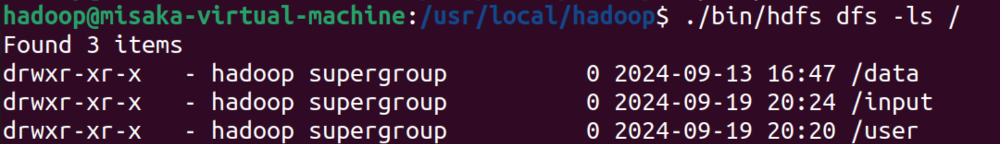 hadoop@misaka-virtual-machine:/usr/local/hadoop$ ./bin/hdfs dfs -ls /
Found 3 items
drwxr-xr-x   - hadoop supergroup          0 2024-09-13 16:47 /data
drwxr-xr-x   - hadoop supergroup          0 2024-09-19 20:24 /input
drwxr-xr-x   - hadoop supergroup          0 2024-09-19 20:20 /user